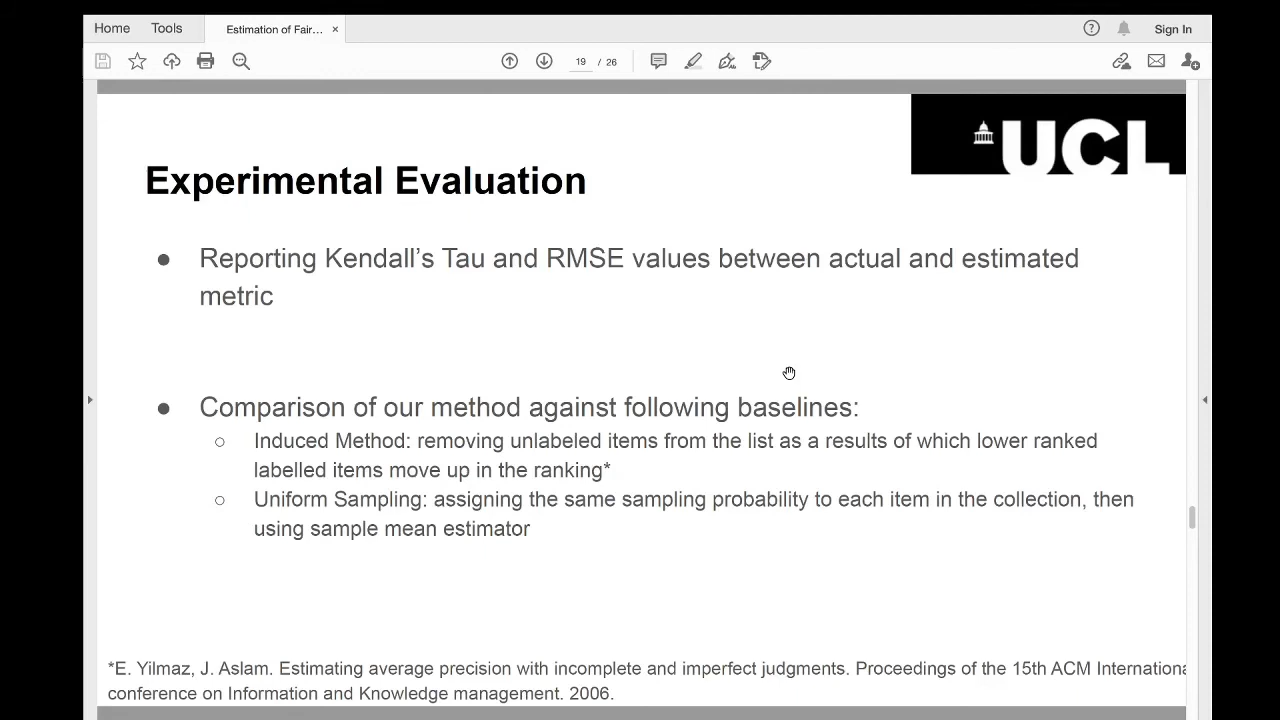 Home Tools Estimation of Fair... ×
Sign In
19 / 26
UCL
Experimental Evaluation
● Reporting Kendall’s Tau and RMSE values between actual and estimated
metric
● Comparison of our method against following baselines:
○ Induced Method: removing unlabeled items from the list as a results of which lower ranked
labelled items move up in the ranking*
○ Uniform Sampling: assigning the same sampling probability to each item in the collection, then
using sample mean estimator
*E. Yilmaz, J. Aslam. Estimating average precision with incomplete and imperfect judgments. Proceedings of the 15th ACM Internationa
conference on Information and Knowledge management. 2006.